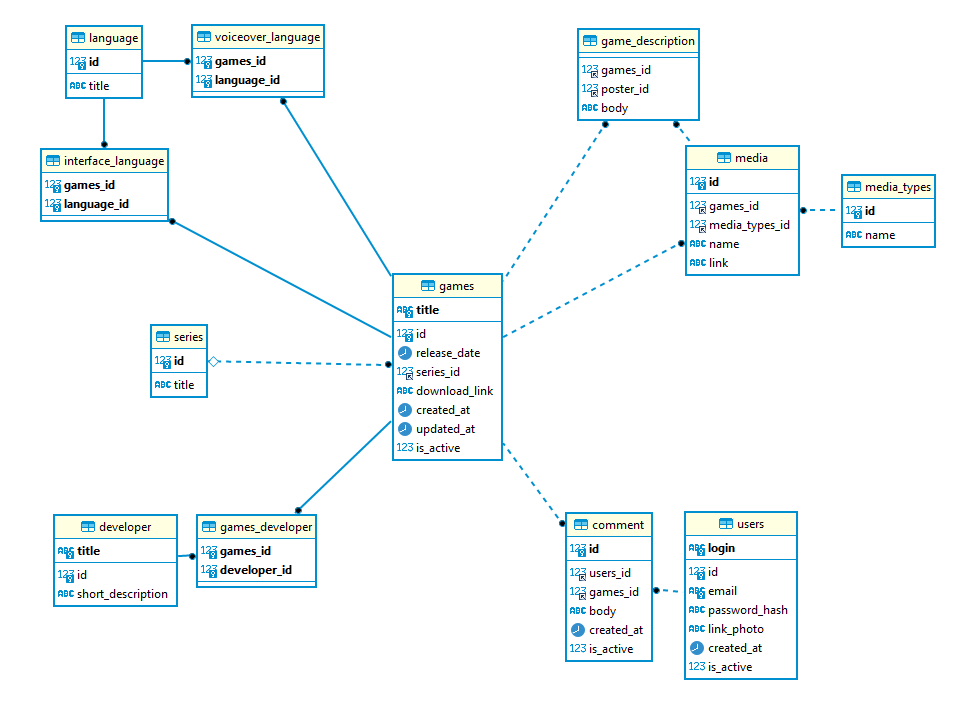 language
123 id
ABC title
voiceover_language
123 games_id
123 language_id
interface_language
123 games_id
123 language_id
game_description
123 games_id
123 poster_id
ABC body
media
123 id
123 games_id
123 media_types_id
ABC name
ABC link
media_types
123 id
ABC name
games
ABC title
123 id
release_date
123 series_id
ABC download_link
created_at
updated_at
123 is_active
series
123 id
ABC title
developer
ABC title
123 id
ABC short_description
games_developer
123 games_id
123 developer_id
comment
123 id
123 users_id
123 games_id
ABC body
created_at
123 is_active
users
ABC login
123 id
ABC email
ABC password_hash
ABC link_photo
created_at
123 is_active